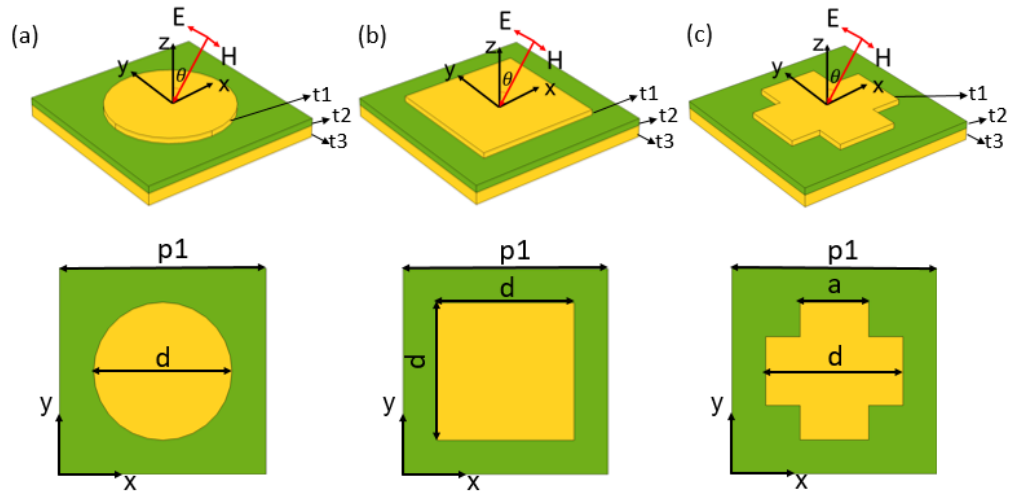 (a)
E
H
z
θ
y
x
t1
t2
t3
(b)
E
H
z
θ
y
x
t1
t2
t3
(c)
E
H
z
θ
y
x
t1
t2
t3
p1
d
y
x
p1
d
d
y
x
p1
a
d
y
x